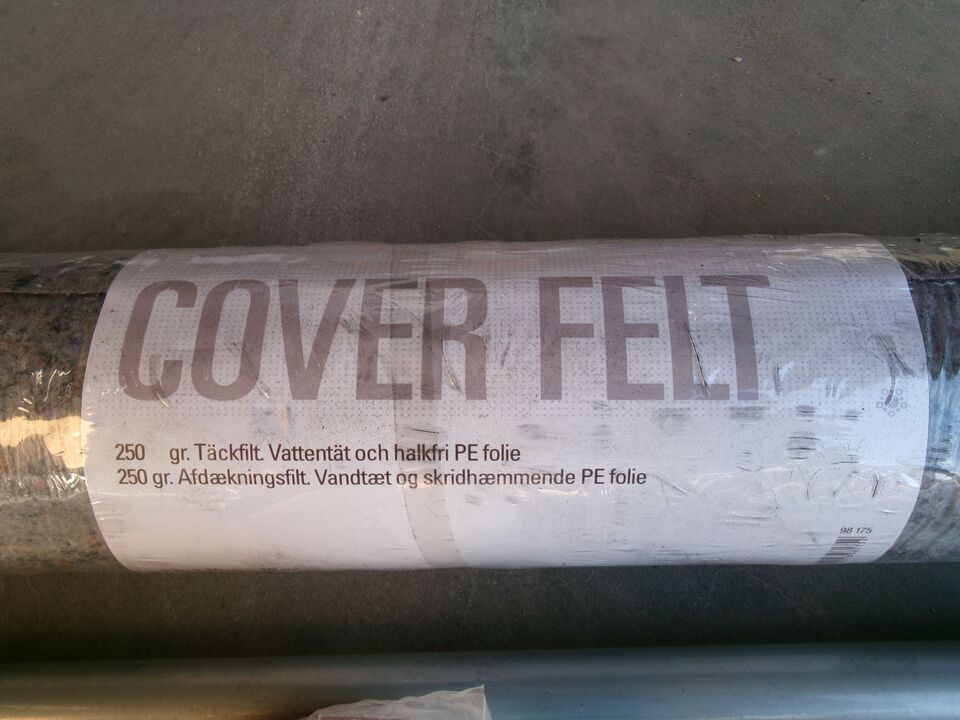 COVER FELT
250 gr. Täckfilt. Vattentät och halkfri PE folie
250 gr. Afdækningsfilt. Vandtæt og skridhæmmende PE folie
98 175